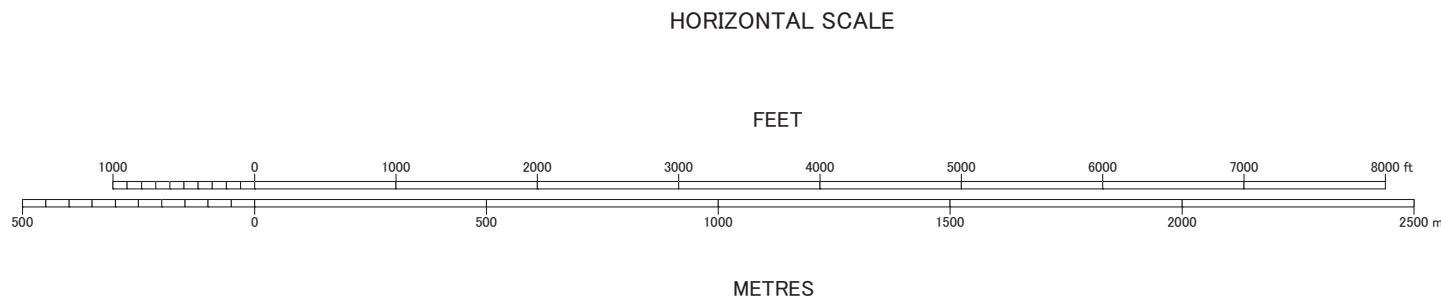 HORIZONTAL SCALE
FEET
1000 0 1000 2000 3000 4000 5000 6000 7000 8000 ft
500 0 500 1000 1500 2000 2500 m
METRES